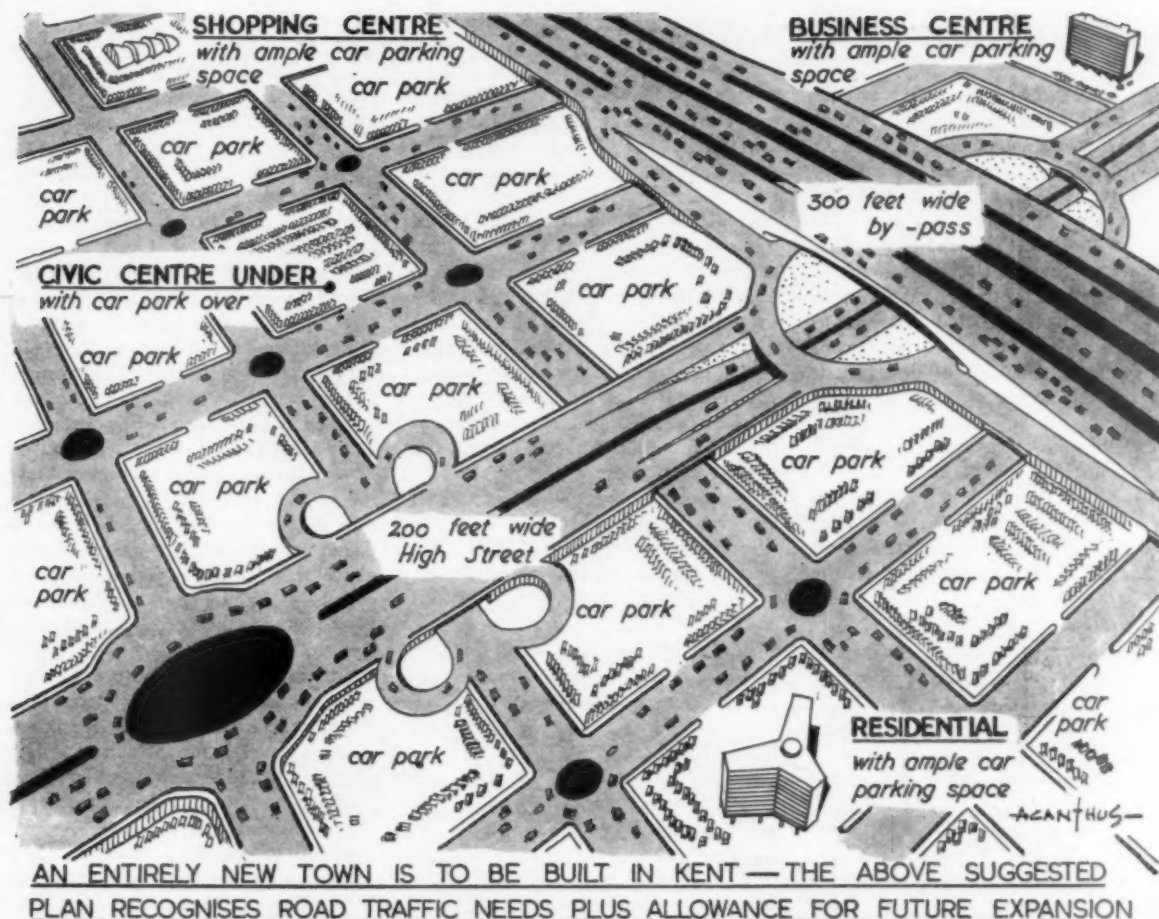 SHOPPING CENTRE
with ample car parking
space
car park
BUSINESS CENTRE
with ample car parking
space
car park
car park
car park
300 feet wide
by-pass
CIVIC CENTRE UNDER
with car park over
car park
car park
car park
car park
car park
200 feet wide
High Street
car park
car park
car park
car park
RESIDENTIAL
with ample car
parking space
car
park
car park
-ACANTHUS-
AN ENTIRELY NEW TOWN IS TO BE BUILT IN KENT — THE ABOVE SUGGESTED
PLAN RECOGNISES ROAD TRAFFIC NEEDS PLUS ALLOWANCE FOR FUTURE EXPANSION